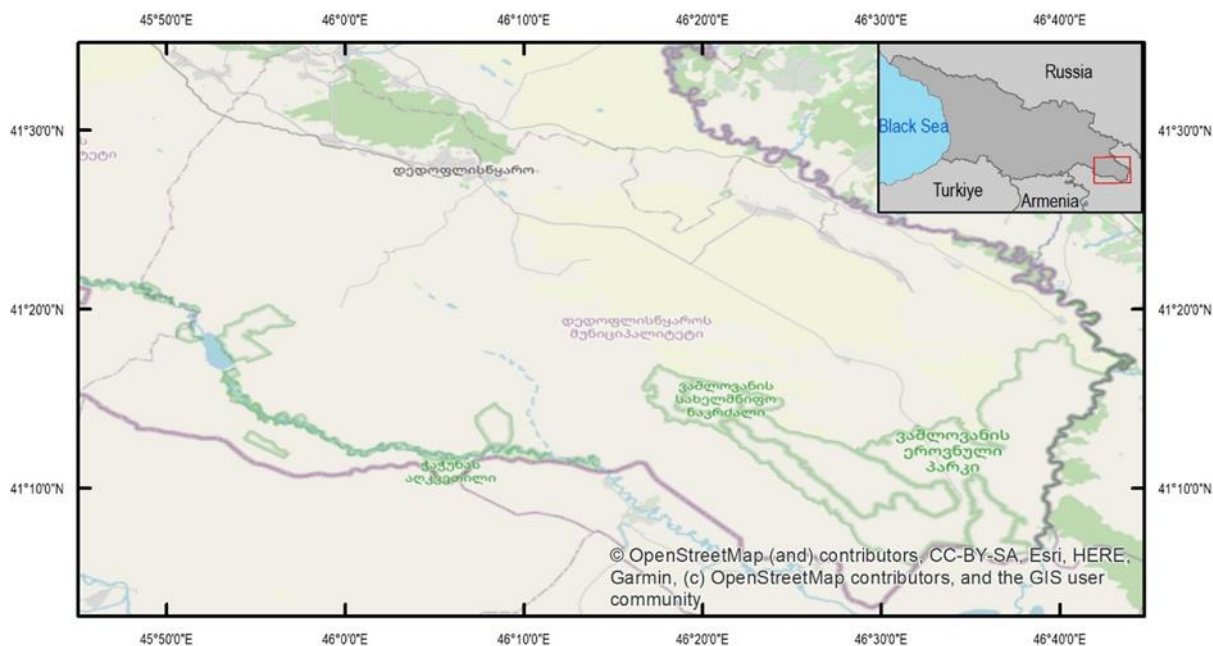 45°50'0"E 46°0'0"E 46°10'0"E 46°20'0"E 46°30'0"E 46°40'0"E
Russia
Black Sea
Turkiye
Armenia
41°30'0"N 41°30'0"N
დედოფლისწყარო
41°20'0"N 41°20'0"N
დედოფლისწყაროს
მუნიციპალიტეტი
ვაშლოვანის
სახელმწიფო
ნაკრძალი
ვაშლოვანის
ეროვნული
პარკი
ჭაჭუნას
აღკვეთილი
41°10'0"N 41°10'0"N
© OpenStreetMap (and) contributors, CC-BY-SA, Esri, HERE,
Garmin, (c) OpenStreetMap contributors, and the GIS user
community
45°50'0"E 46°0'0"E 46°10'0"E 46°20'0"E 46°30'0"E 46°40'0"E